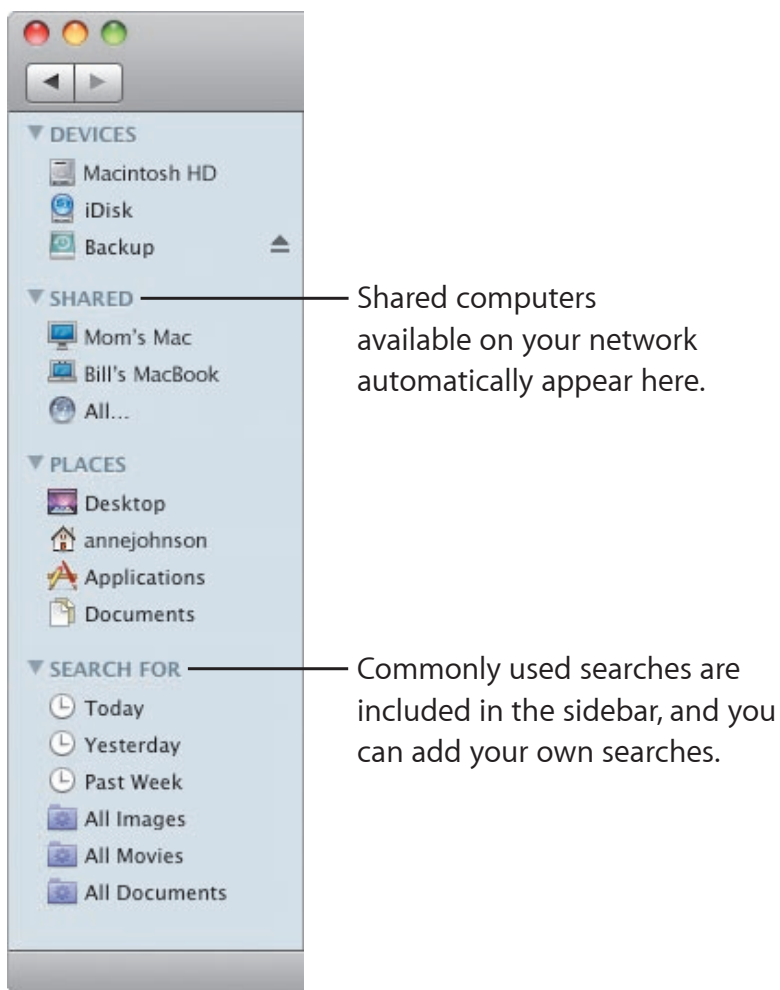 DEVICES
Macintosh HD
iDisk
Backup
SHARED
Mom's Mac
Bill's MacBook
All...
PLACES
Desktop
annejohnson
Applications
Documents
SEARCH FOR
Today
Yesterday
Past Week
All Images
All Movies
All Documents
Shared computers
available on your network
automatically appear here.
Commonly used searches are
included in the sidebar, and you
can add your own searches.